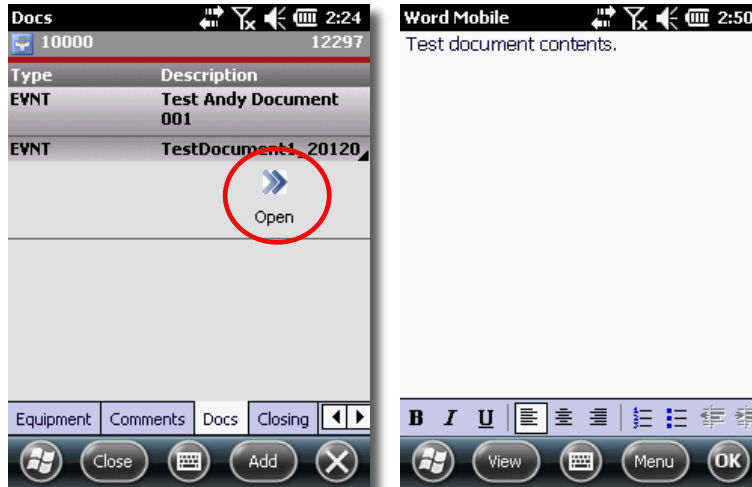 Docs 2:24
10000 12297
Type Description
EVNT Test Andy Document
001
EVNT TestDocument1_20120
Open
Equipment Comments Docs Closing
Close Add
Word Mobile 2:50
Test document contents.
B I U
View Menu OK